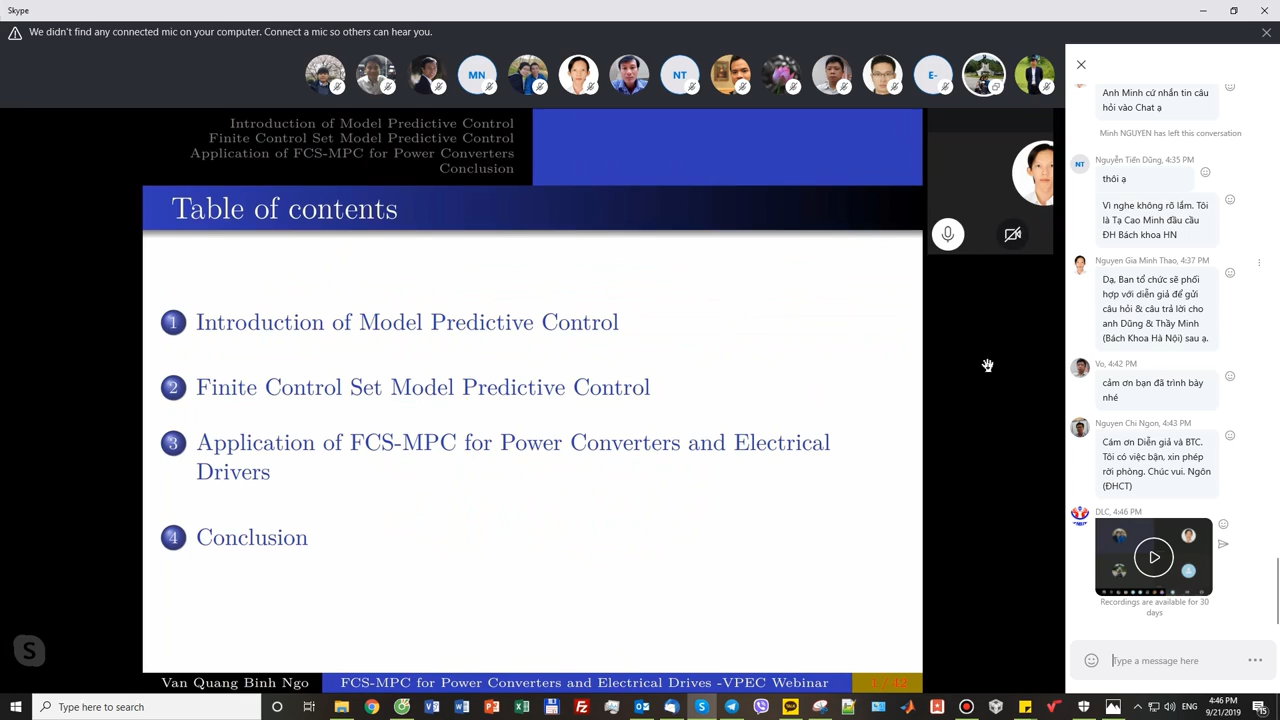 Skype
We didn't find any connected mic on your computer. Connect a mic so others can hear you.
MN
NT
E-
Introduction of Model Predictive Control
Finite Control Set Model Predictive Control
Application of FCS-MPC for Power Converters
Conclusion
Table of contents
1 Introduction of Model Predictive Control
2 Finite Control Set Model Predictive Control
3 Application of FCS-MPC for Power Converters and Electrical
Drivers
4 Conclusion
Van Quang Binh Ngo
FCS-MPC for Power Converters and Electrical Drives -VPEC Webinar
1 / 42
Anh Minh cứ nhắn tin câu
hỏi vào Chat ạ
Minh NGUYEN has left this conversation
NT
Nguyễn Tiến Dũng, 4:35 PM
thôi ạ
Vì nghe không rõ lắm. Tôi
là Tạ Cao Minh đầu cầu
ĐH Bách khoa HN
Nguyen Gia Minh Thao, 4:37 PM
Dạ, Ban tổ chức sẽ phối
hợp với diễn giả để gửi
câu hỏi & câu trả lời cho
anh Dũng & Thầy Minh
(Bách Khoa Hà Nội) sau ạ.
Vo, 4:42 PM
cảm ơn bạn đã trình bày
nhé
Nguyen Chi Ngon, 4:43 PM
Cám ơn Diễn giả và BTC.
Tôi có việc bận, xin phép
rời phòng. Chúc vui. Ngôn
(ĐHCT)
DLC, 4:46 PM
Recordings are available for 30
days
Type a message here
Type here to search
ENG
4:46 PM
9/21/2019